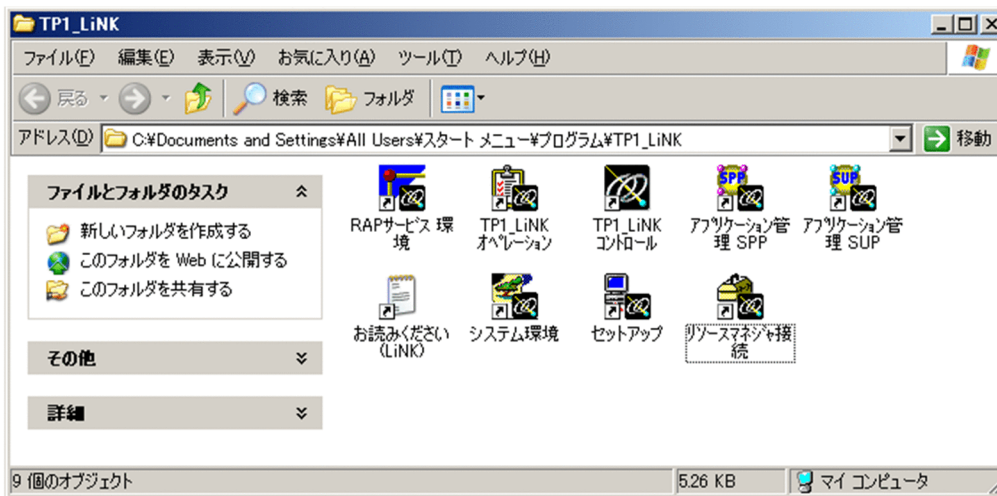 TP1_LiNK
ファイル(F) 編集(E) 表示(V) お気に入り(A) ツール(T) ヘルプ(H)
戻る 検索 フォルダ
アドレス(D) C:¥Documents and Settings¥All Users¥スタート メニュー¥プログラム¥TP1_LiNK 移動
ファイルとフォルダのタスク
新しいフォルダを作成する
このフォルダを Web に公開する
このフォルダを共有する
その他
詳細
RAPサービス 環
境
TP1_LiNK
オペレーション
TP1_LiNK
コントロール
SPP
アプリケーション管
理 SPP
SUP
アプリケーション管
理 SUP
お読みください
(LiNK)
システム環境
セットアップ
リソースマネジャ接
続
9 個のオブジェクト 5.26 KB マイ コンピュータ